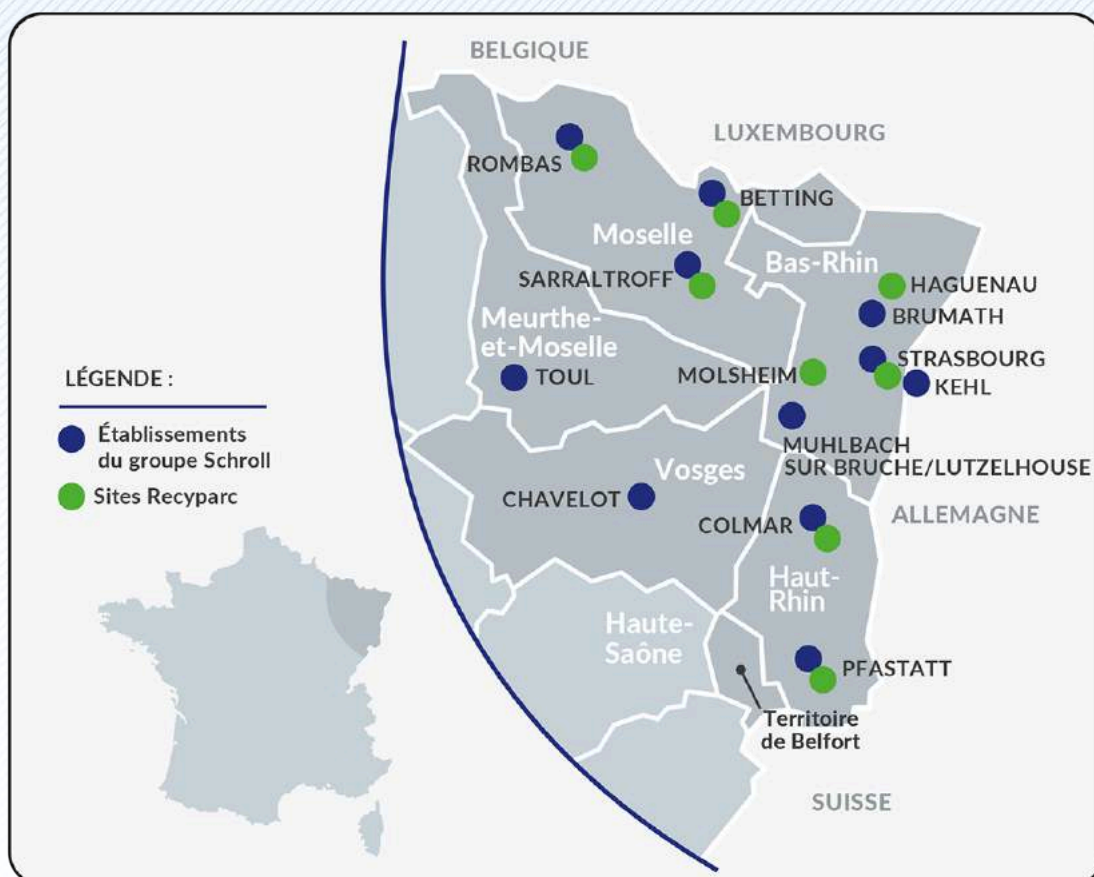 BELGIQUE
LUXEMBOURG
ROMBAS
BETTING
Moselle
Bas-Rhin
SARRALTROFF
HAGUENAU
BRUMATH
Meurthe-
et-Moselle
STRASBOURG
TOUL
MOLSHEIM
KEHL
LÉGENDE :
Établissements
du groupe Schroll
Sites Recyparc
MUHLBACH
SUR BRUCHE/LUTZELHOUSE
Vosges
CHAVELOT
COLMAR
ALLEMAGNE
Haut-
Rhin
Haute-
Saône
PFASTATT
Territoire
de Belfort
SUISSE